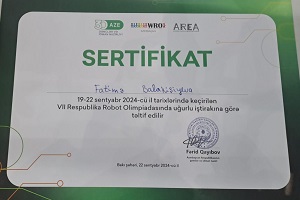 AZE
WRO
AREA
SERTİFİKAT
Fatimə
19-22 sentyabr 2024-cü il tarixlərində keçirilən
VII Respublika Robot Olimpiadasında uğurlu iştirakına görə
təltif edilir
Fərid Qayıbov
Bakı şəhəri, 22 sentyabr 2024-cü il